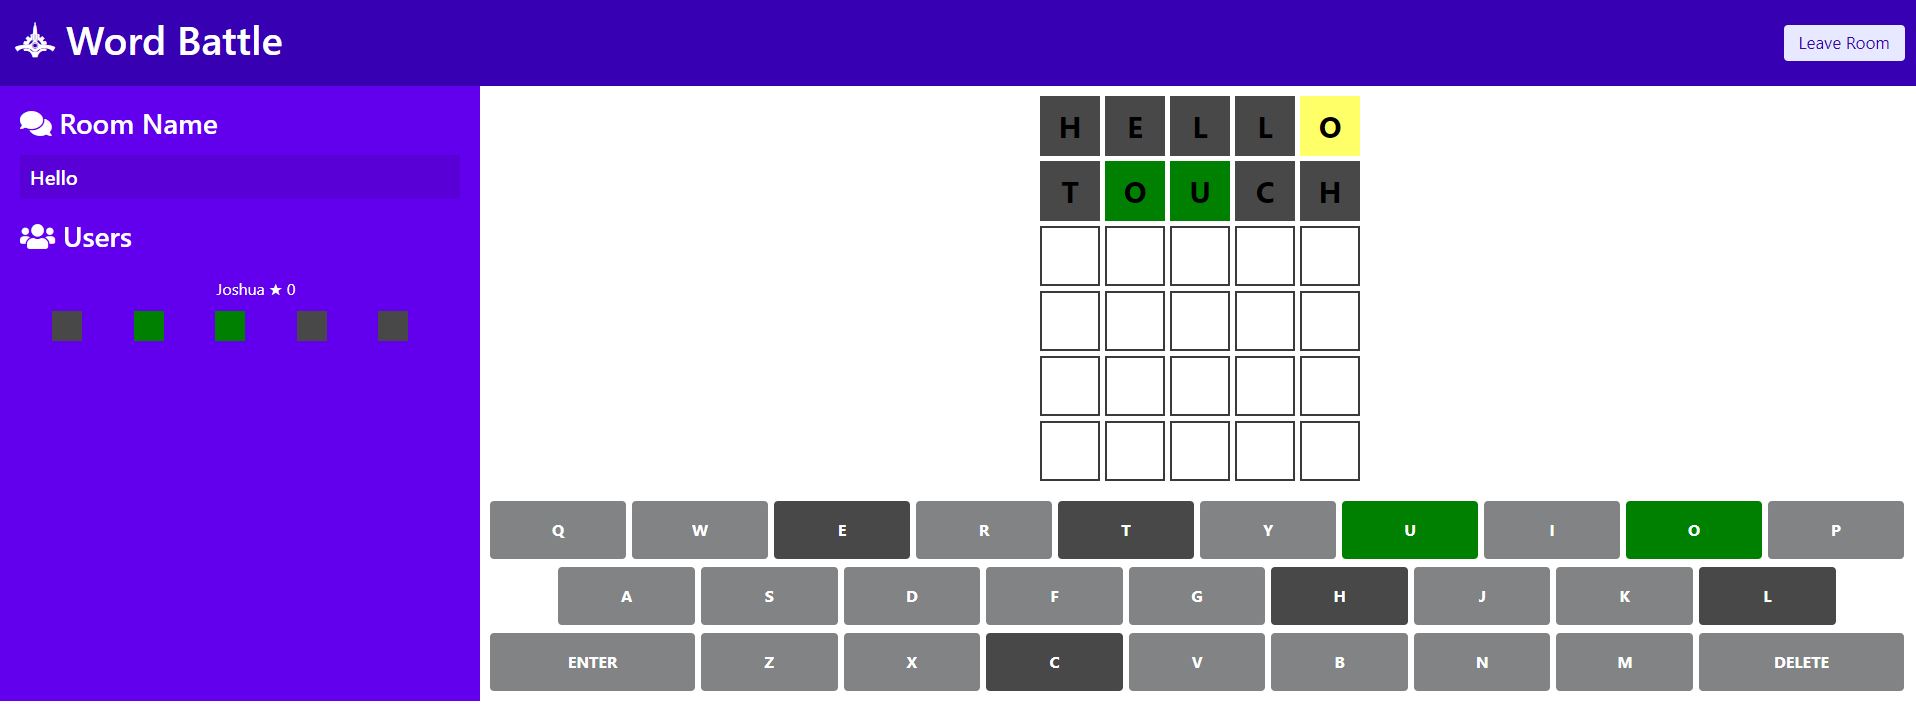 Word Battle
Leave Room
Room Name
Hello
Users
Joshua ★ 0
H E L L O
T O U C H
Q W E R T Y U I O P
A S D F G H J K L
ENTER Z X C V B N M DELETE